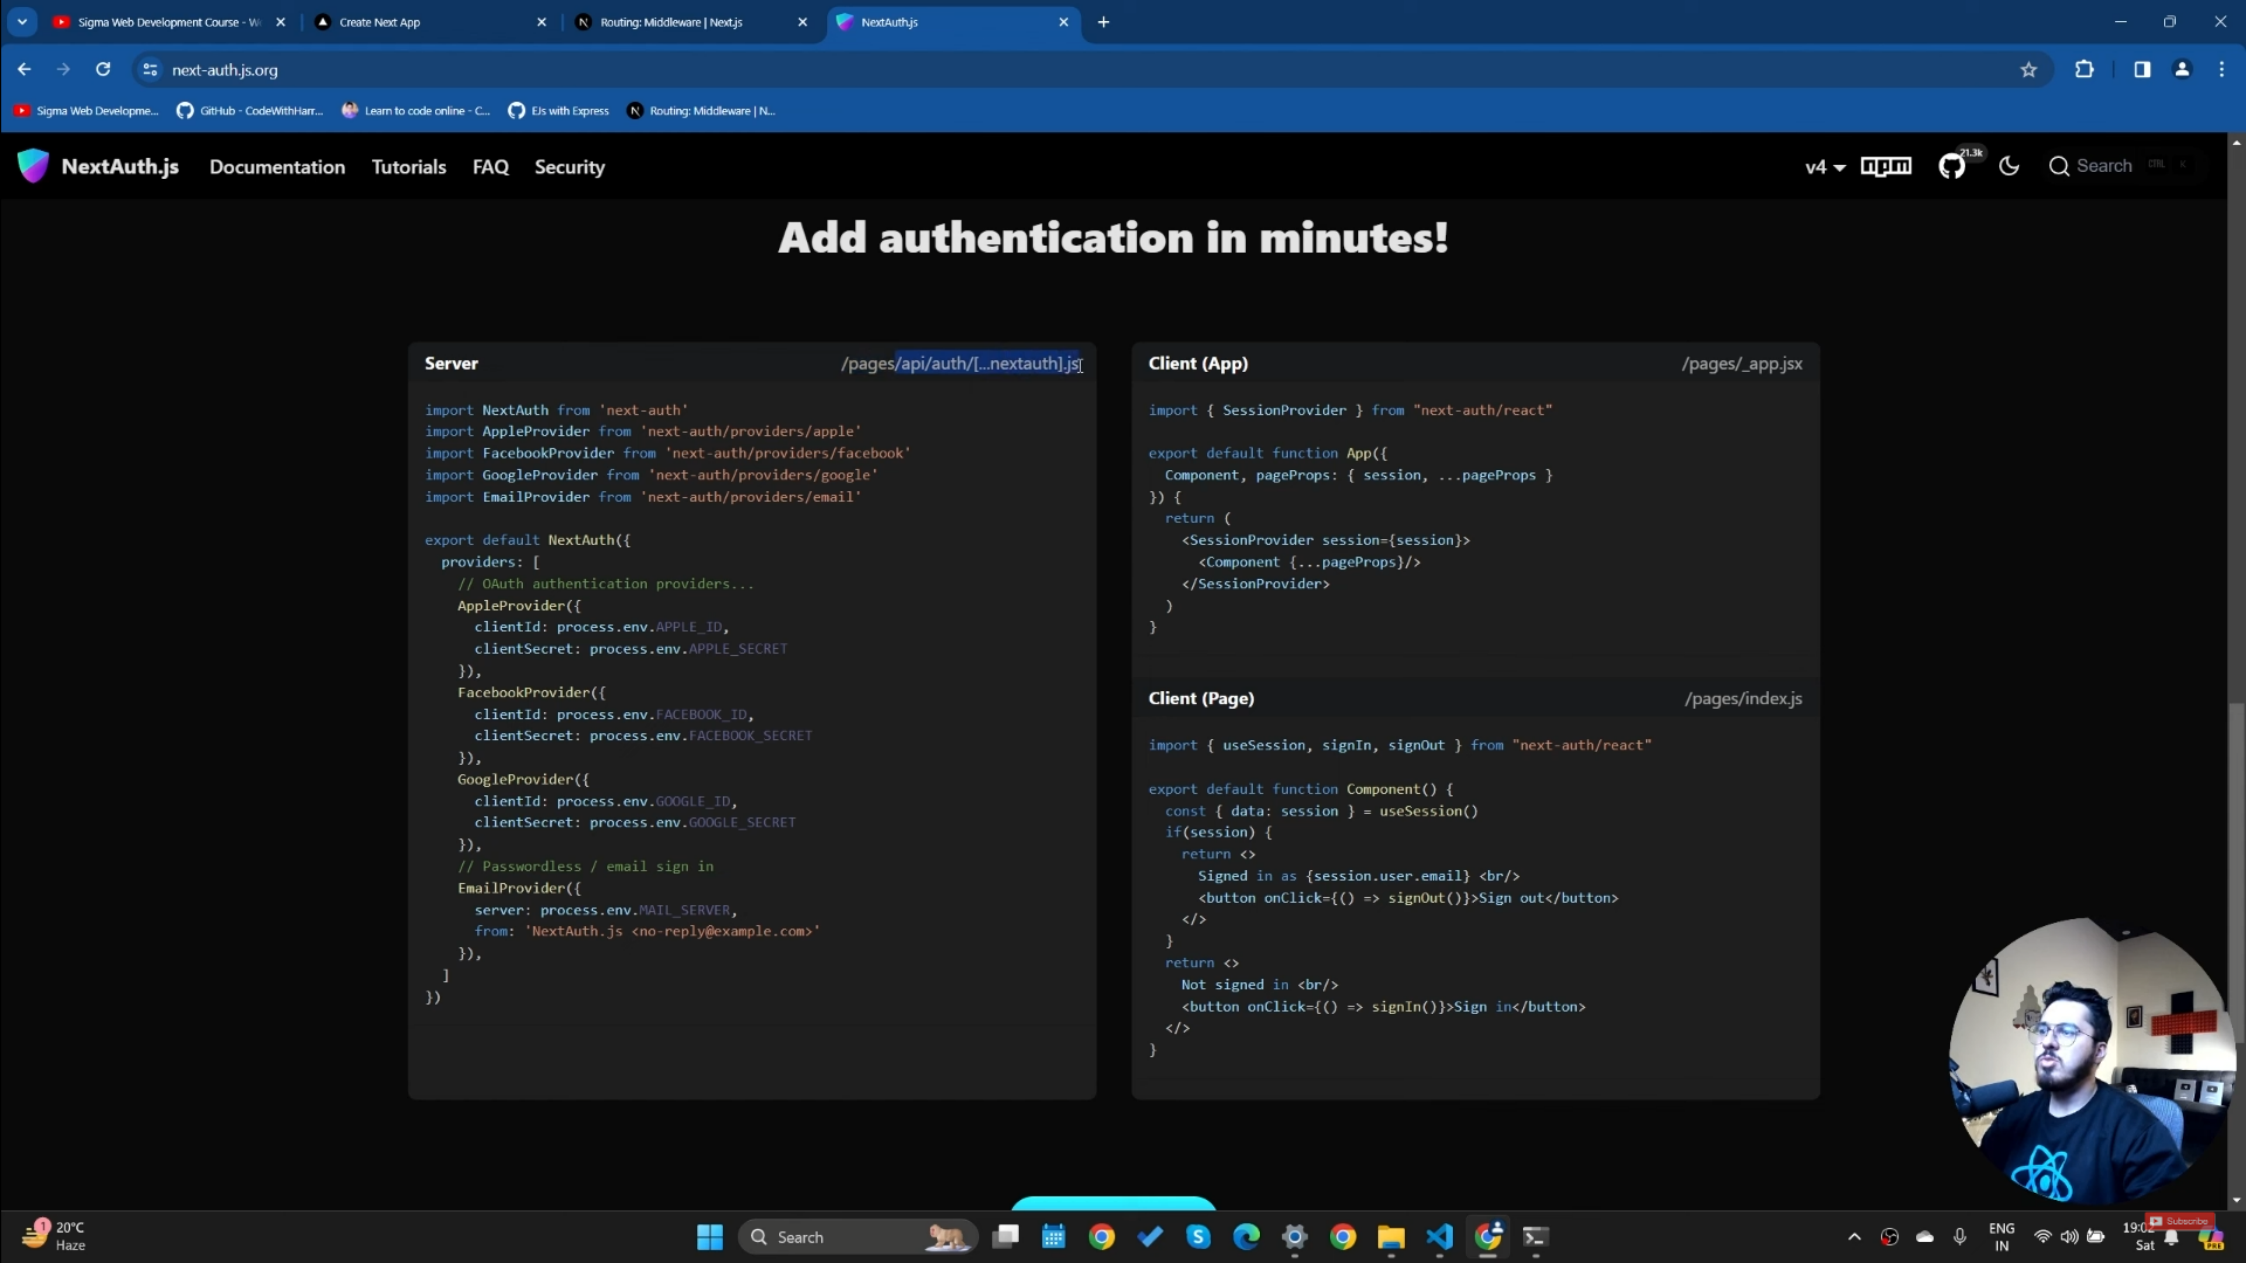 Sigma Web Development Course - W
Create Next App
Routing: Middleware | Next.js
NextAuth.js
next-auth.js.org
Sigma Web Developme...
GitHub - CodeWithHarr...
Learn to code online - C...
EJs with Express
Routing: Middleware | N...
NextAuth.js
Documentation
Tutorials
FAQ
Security
v4
npm
21.3k
Search
CTRL
K
Add authentication in minutes!
Server
/pages/api/auth/[...nextauth].js
import NextAuth from 'next-auth'
import AppleProvider from 'next-auth/providers/apple'
import FacebookProvider from 'next-auth/providers/facebook'
import GoogleProvider from 'next-auth/providers/google'
import EmailProvider from 'next-auth/providers/email'
export default NextAuth({
providers: [
// OAuth authentication providers...
AppleProvider({
clientId: process.env.APPLE_ID,
clientSecret: process.env.APPLE_SECRET
}),
FacebookProvider({
clientId: process.env.FACEBOOK_ID,
clientSecret: process.env.FACEBOOK_SECRET
}),
GoogleProvider({
clientId: process.env.GOOGLE_ID,
clientSecret: process.env.GOOGLE_SECRET
}),
// Passwordless / email sign in
EmailProvider({
server: process.env.MAIL_SERVER,
from: 'NextAuth.js <no-reply@example.com>'
}),
]
})
Client (App)
/pages/_app.jsx
import { SessionProvider } from "next-auth/react"
export default function App({
Component, pageProps: { session, ...pageProps }
}) {
return (
<SessionProvider session={session}>
<Component {...pageProps}/>
</SessionProvider>
)
}
Client (Page)
/pages/index.js
import { useSession, signIn, signOut } from "next-auth/react"
export default function Component() {
const { data: session } = useSession()
if(session) {
return <>
Signed in as {session.user.email} <br/>
<button onClick={() => signOut()}>Sign out</button>
</>
}
return <>
Not signed in <br/>
<button onClick={() => signIn()}>Sign in</button>
</>
}
1
20°C
Haze
Search
ENG
IN
19:02
Sat
Subscribe
PRE